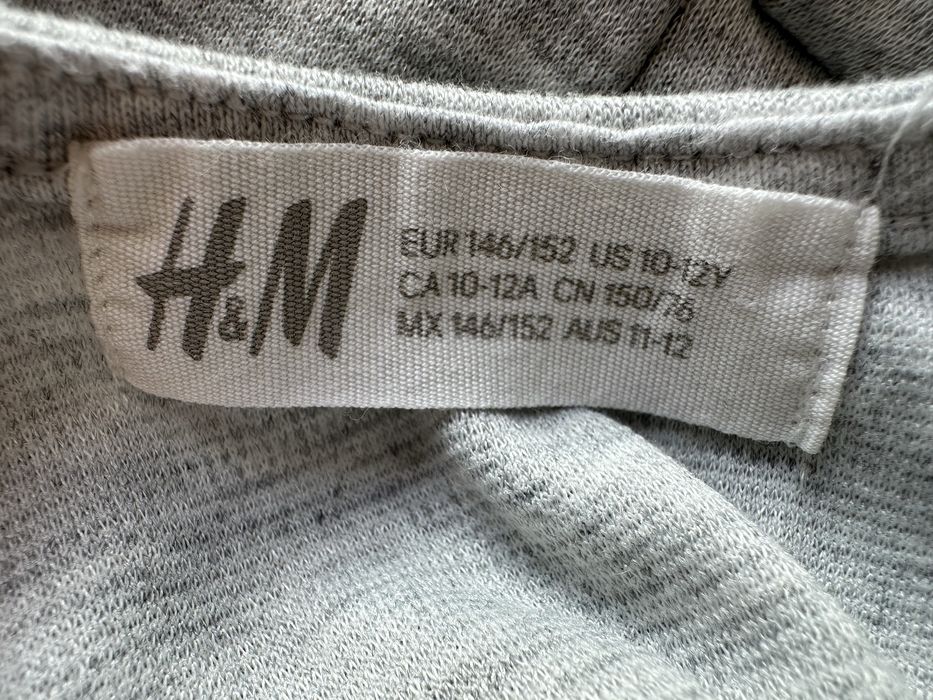 H&M
EUR 146/152 US 10-12Y
CA 10-12A CN 150/76
MX 146/152 AUS 11-12